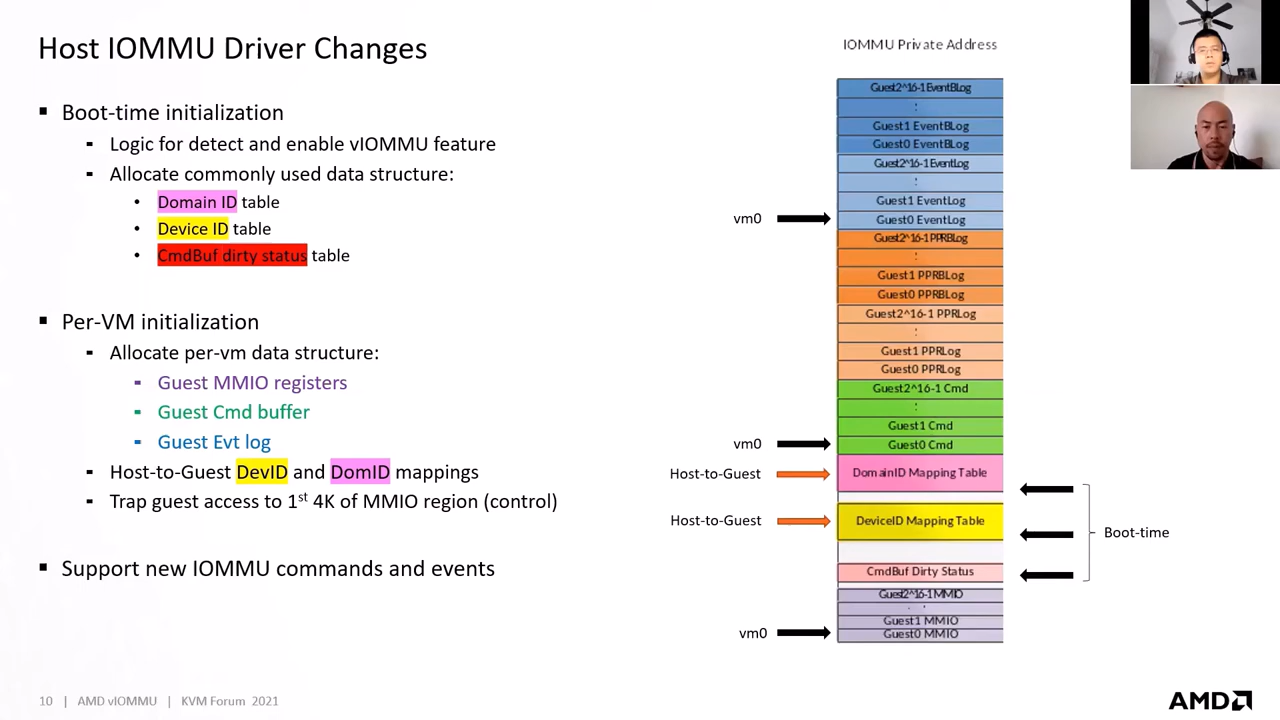 Host IOMMU Driver Changes
Boot-time initialization
Logic for detect and enable vIOMMU feature
Allocate commonly used data structure:
Domain ID table
Device ID table
CmdBuf dirty status table
Per-VM initialization
Allocate per-vm data structure:
Guest MMIO registers
Guest Cmd buffer
Guest Evt log
Host-to-Guest DevID and DomID mappings
Trap guest access to 1st 4K of MMIO region (control)
Support new IOMMU commands and events
IOMMU Private Address
Guest2^16-1 EventBLog
:
Guest1 EventBLog
Guest0 EventBLog
Guest2^16-1 EventLog
:
Guest1 EventLog
vm0 Guest0 EventLog
Guest2^16-1 PPRBLog
:
Guest1 PPRBLog
Guest0 PPRBLog
Guest2^16-1 PPRLog
:
Guest1 PPRLog
Guest0 PPRLog
Guest2^16-1 Cmd
:
Guest1 Cmd
vm0 Guest0 Cmd
Host-to-Guest DomainID Mapping Table
Host-to-Guest DeviceID Mapping Table
Boot-time
CmdBuf Dirty Status
Guest2^16-1 MMIO
Guest1 MMIO
vm0 Guest0 MMIO
10 | AMD vIOMMU | KVM Forum 2021
AMD